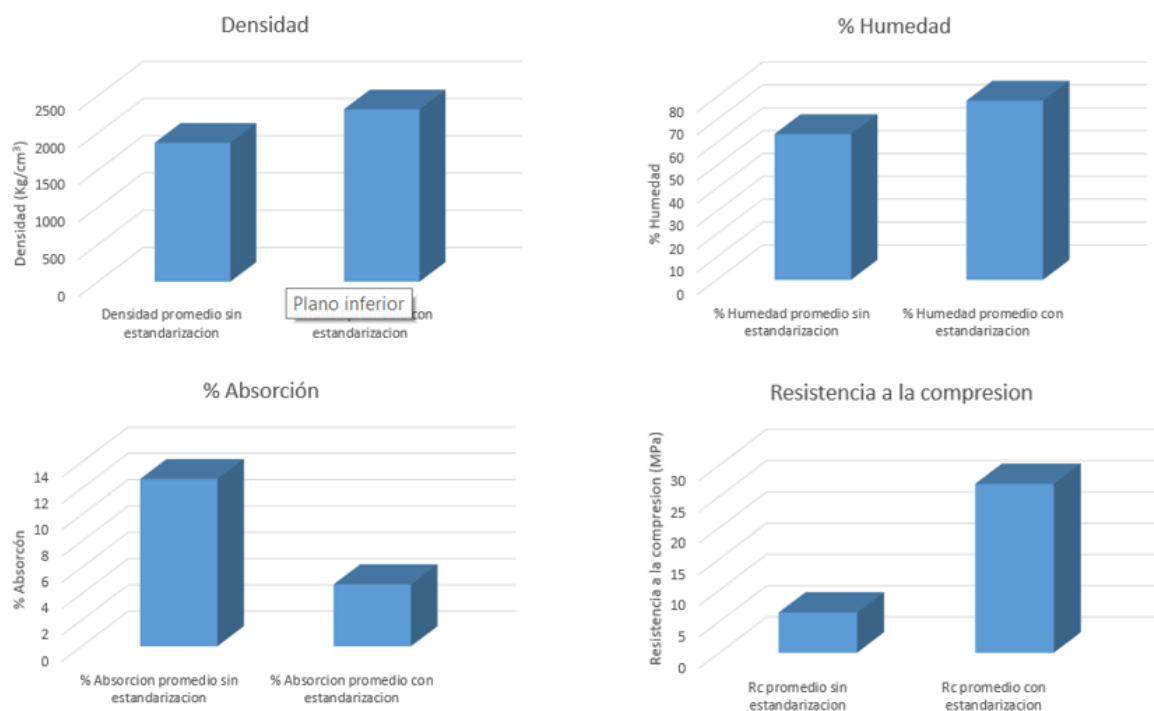 Densidad
Densidad (Kg/cm³)
2500
2000
1500
1000
500
0
Densidad promedio sin
estandarizacion
Plano inferior
con
estandarizacion
% Humedad
% Humedad
80
70
60
50
40
30
20
10
0
% Humedad promedio sin
estandarizacion
% Humedad promedio con
estandarizacion
% Absorción
% Absorcón
14
12
10
8
6
4
2
0
% Absorcion promedio sin
estandarizacion
% Absorcion promedio con
estandarizacion
Resistencia a la compresion
Resistencia a la compresion (MPa)
30
25
20
15
10
5
0
Rc promedio sin
estandarizacion
Rc promedio con
estandarizacion